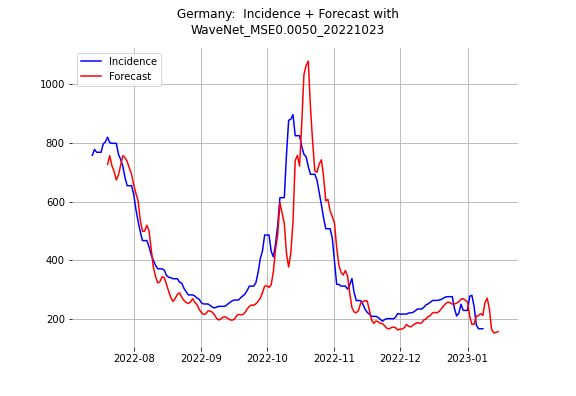 Germany:  Incidence + Forecast with
WaveNet_MSE0.0050_20221023
Incidence
Forecast
1000
800
600
400
200
2022-08
2022-09
2022-10
2022-11
2022-12
2023-01